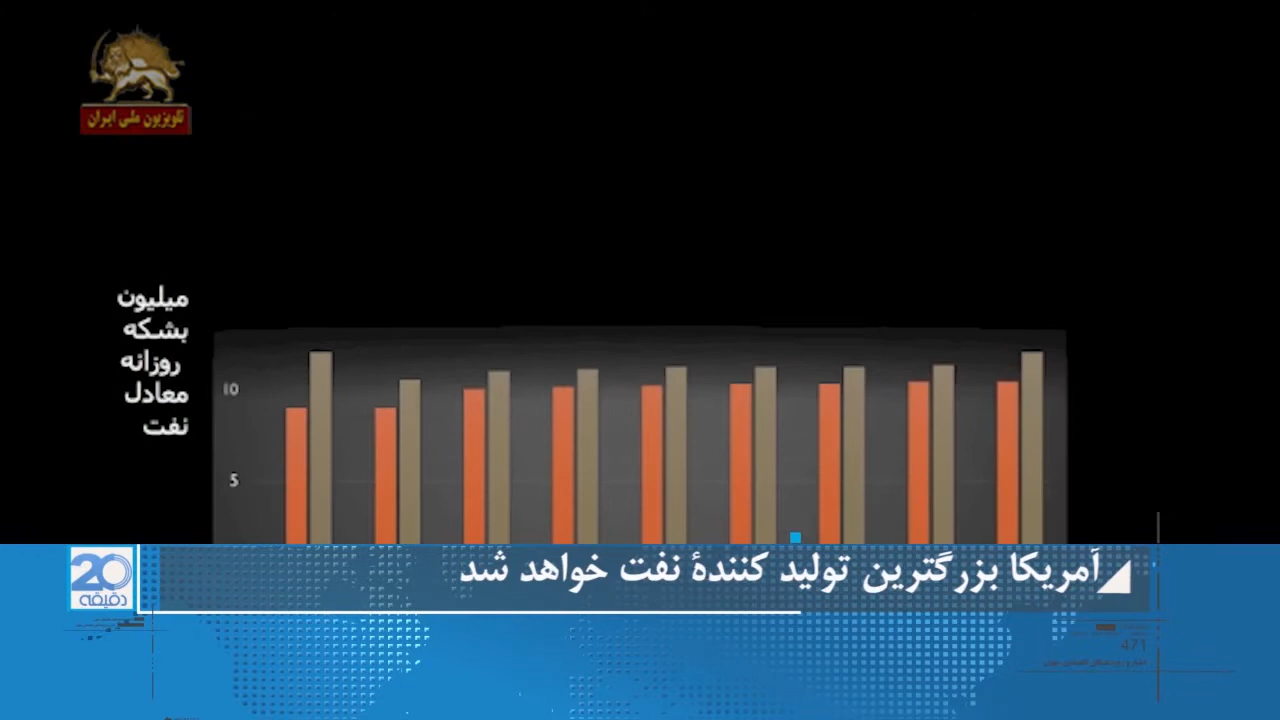 تلویزیون ملی ایران
میلیون
بشکه
روزانه
معادل
نفت
10
5
آمریکا بزرگترین تولید کنندهٔ نفت خواهد شد
20
دقیقه
471